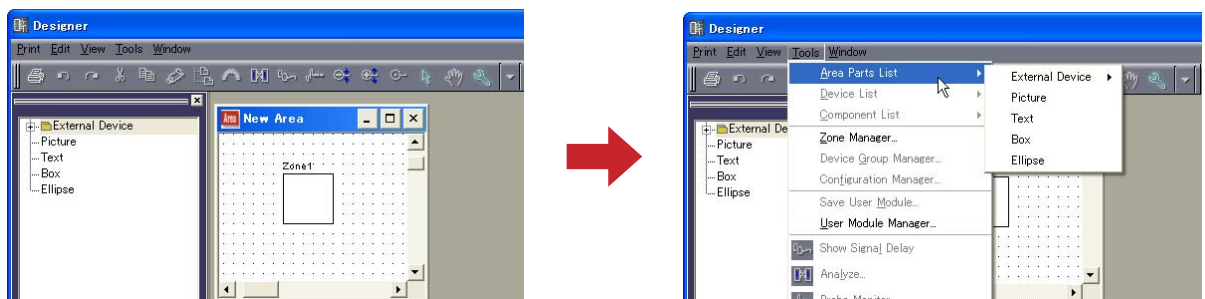 Designer
Print Edit View Tools Window
External Device
Picture
Text
Box
Ellipse
Area New Area
Zone1
Designer
Print Edit View Tools Window
External De
Picture
Text
Box
Ellipse
Area Parts List
Device List
Component List
Zone Manager...
Device Group Manager...
Configuration Manager...
Save User Module...
User Module Manager...
Show Signal Delay
Analyze...
Probe Monitor
External Device
Picture
Text
Box
Ellipse